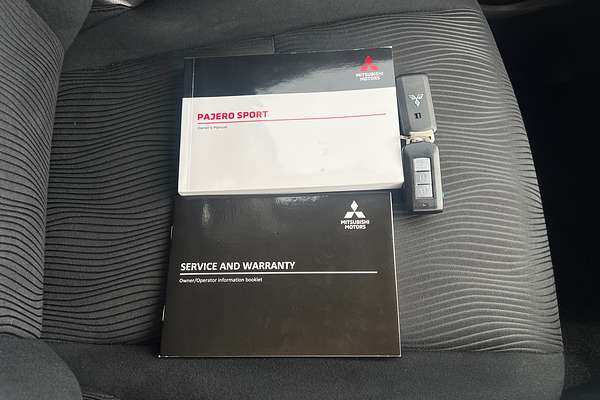 MITSUBISHI
MOTORS
PAJERO SPORT
Owner's Manual
MITSUBISHI
MOTORS
SERVICE AND WARRANTY
Owner/Operator information booklet